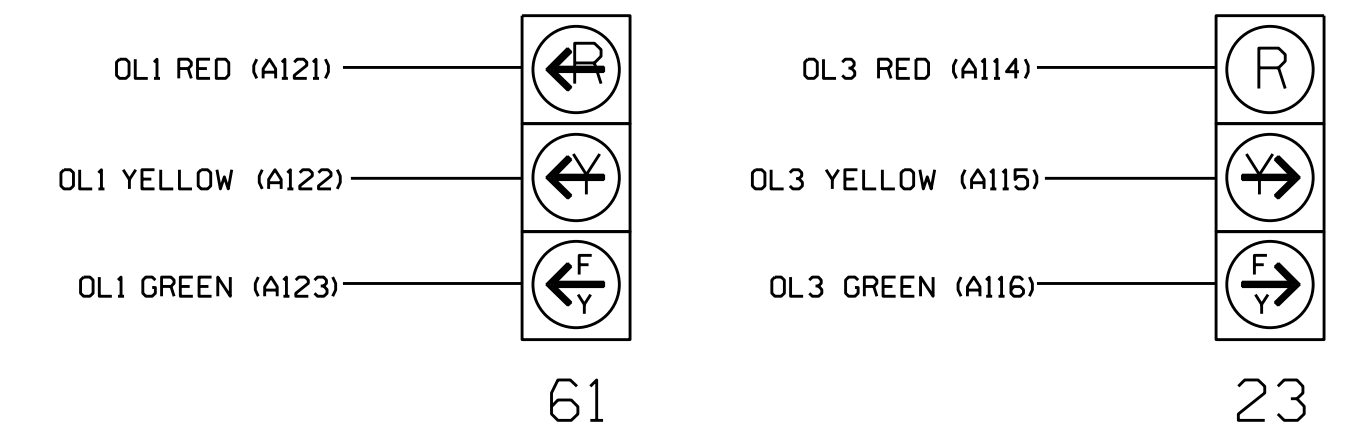 OL1 RED (A121)
R
OL3 RED (A114)
R
OL1 YELLOW (A122)
Y
OL3 YELLOW (A115)
Y
OL1 GREEN (A123)
F
Y
OL3 GREEN (A116)
F
Y
61
23